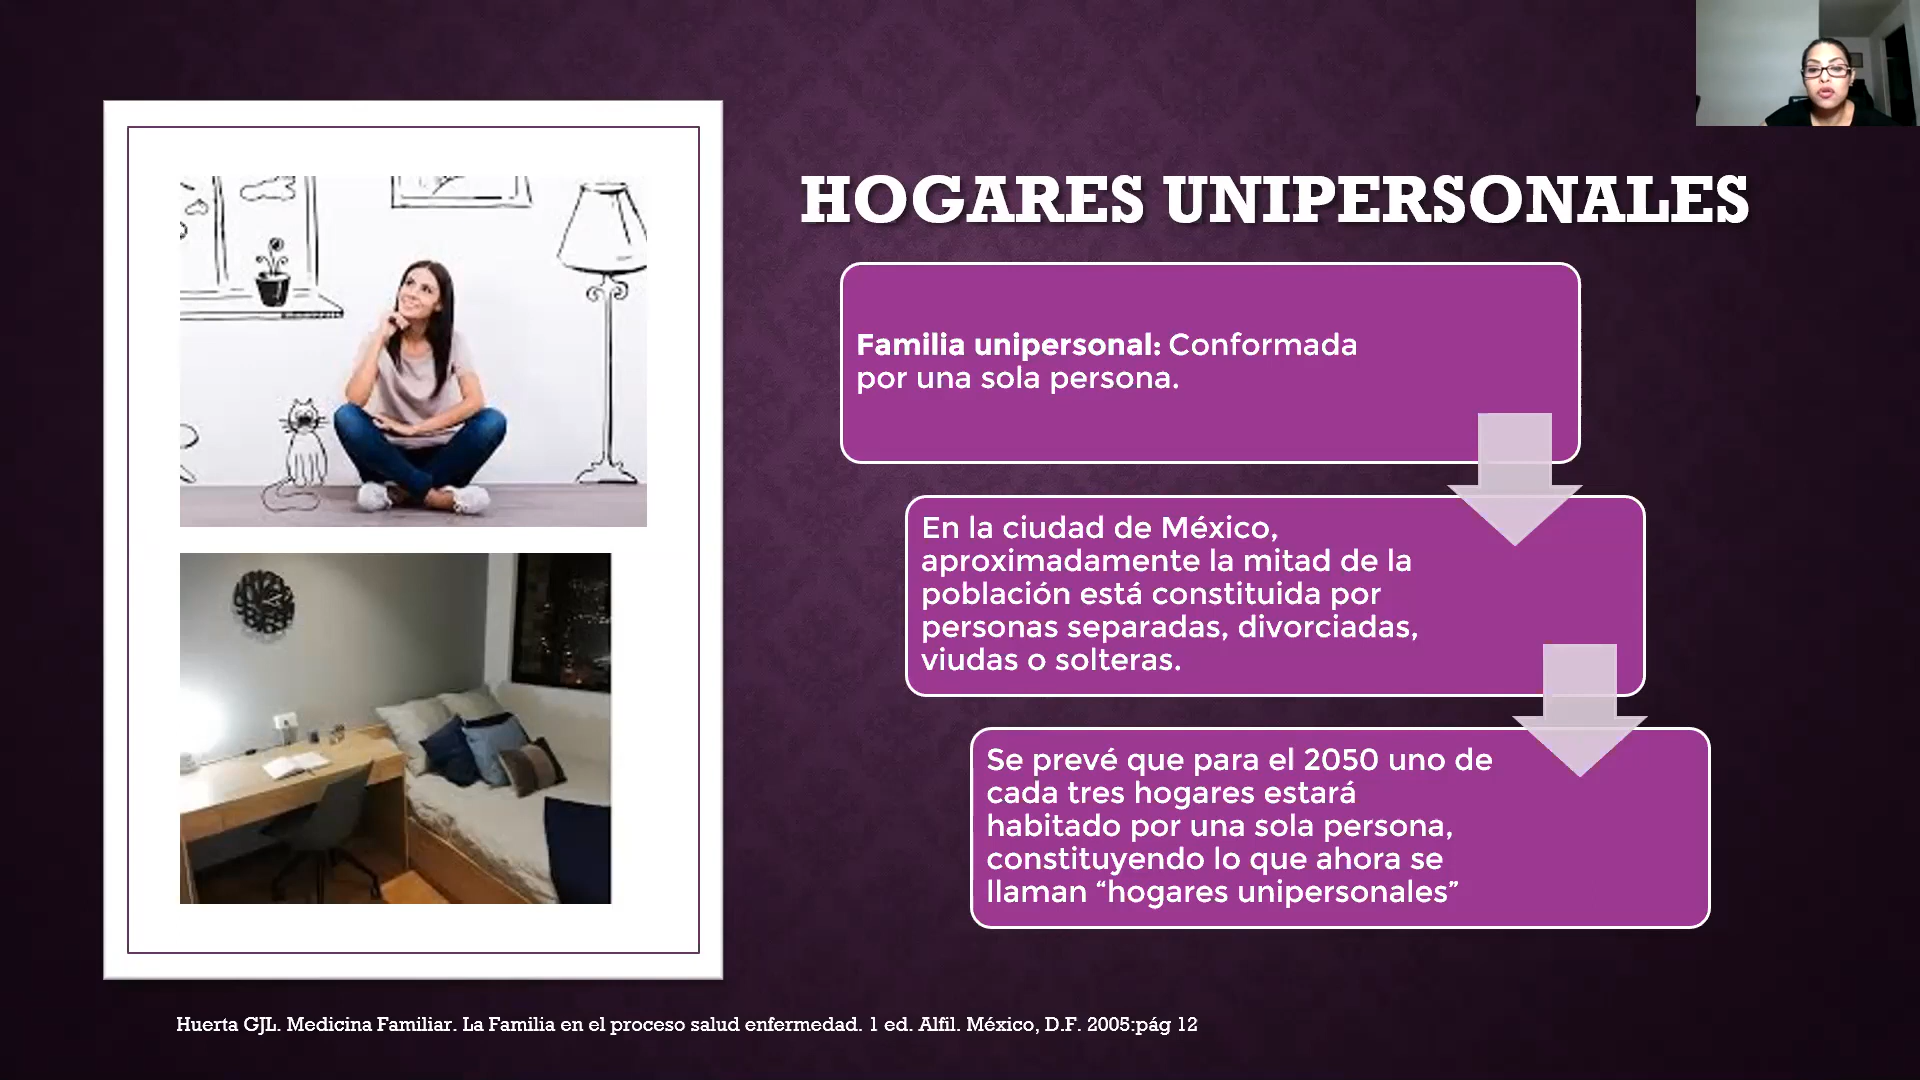 HOGARES UNIPERSONALES
Familia unipersonal: Conformada
por una sola persona.
En la ciudad de México,
aproximadamente la mitad de la
población está constituida por
personas separadas, divorciadas,
viudas o solteras.
Se prevé que para el 2050 uno de
cada tres hogares estará
habitado por una sola persona,
constituyendo lo que ahora se
llaman “hogares unipersonales”
Huerta GJL. Medicina Familiar. La Familia en el proceso salud enfermedad. 1 ed. Alfil. México, D.F. 2005:pág 12